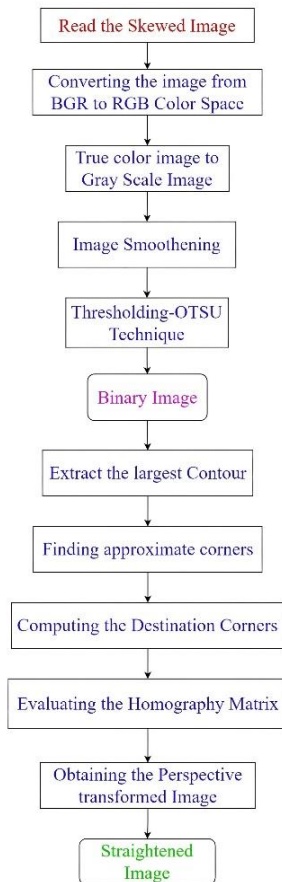 Read the Skewed Image
Converting the image from
BGR to RGB Color Space
True color image to
Gray Scale Image
Image Smoothening
Thresholding-OTSU
Technique
Binary Image
Extract the largest Contour
Finding approximate corners
Computing the Destination Corners
Evaluating the Homography Matrix
Obtaining the Perspective
transformed Image
Straightened
Image